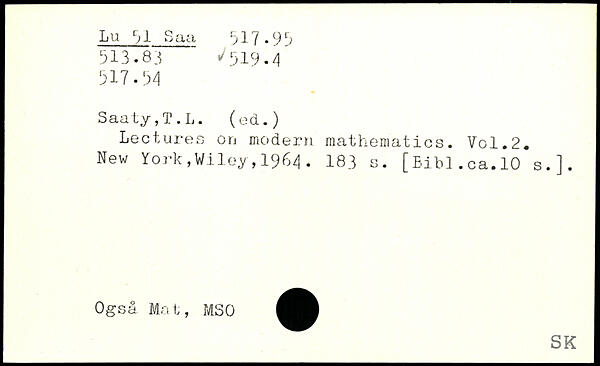 Lu 51 Saa 517.95
513.83 ✓519.4
517.54
Saaty,T.L. (ed.)
Lectures on modern mathematics. Vol.2.
New York,Wiley,1964. 183 s. [Bibl.ca.10 s.].
Også Mat, MSO
SK